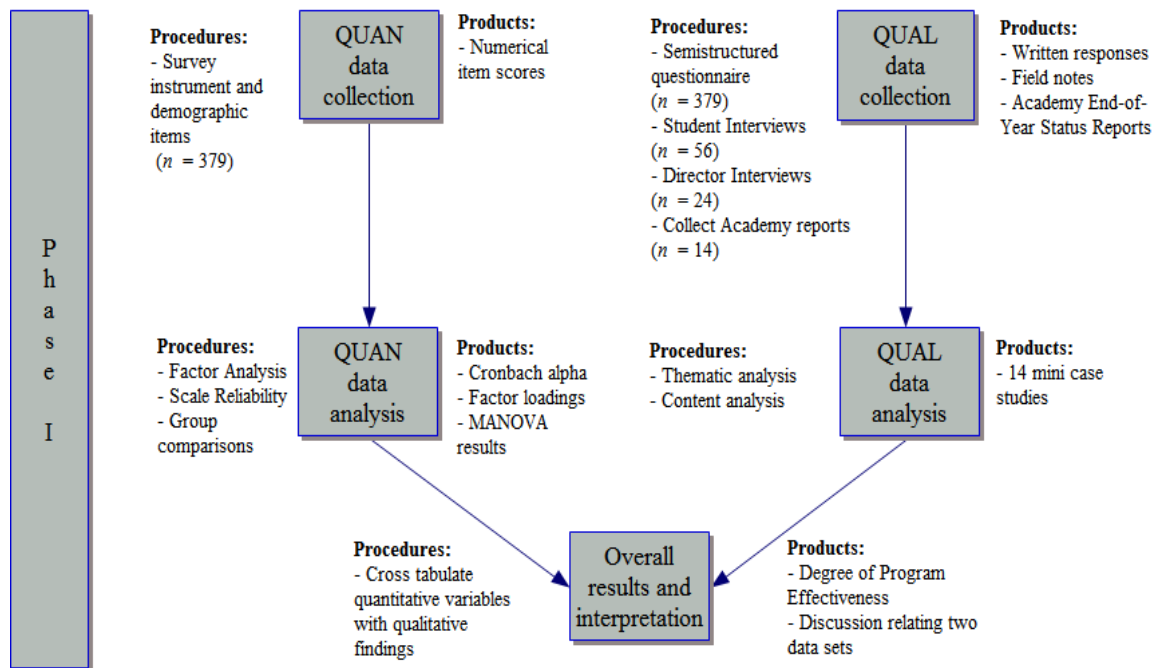 Phase I
Procedures:
- Survey
instrument and
demographic
items
(n = 379)
QUAN
data
collection
Products:
- Numerical
item scores
Procedures:
- Semistructured
questionnaire
(n = 379)
- Student Interviews
(n = 56)
- Director Interviews
(n = 24)
- Collect Academy reports
(n = 14)
QUAL
data
collection
Products:
- Written responses
- Field notes
- Academy End-of-
Year Status Reports
Procedures:
- Factor Analysis
- Scale Reliability
- Group
comparisons
QUAN
data
analysis
Products:
- Cronbach alpha
- Factor loadings
- MANOVA
results
Procedures:
- Thematic analysis
- Content analysis
QUAL
data
analysis
Products:
- 14 mini case
studies
Procedures:
- Cross tabulate
quantitative variables
with qualitative
findings
Overall
results and
interpretation
Products:
- Degree of Program
Effectiveness
- Discussion relating two
data sets